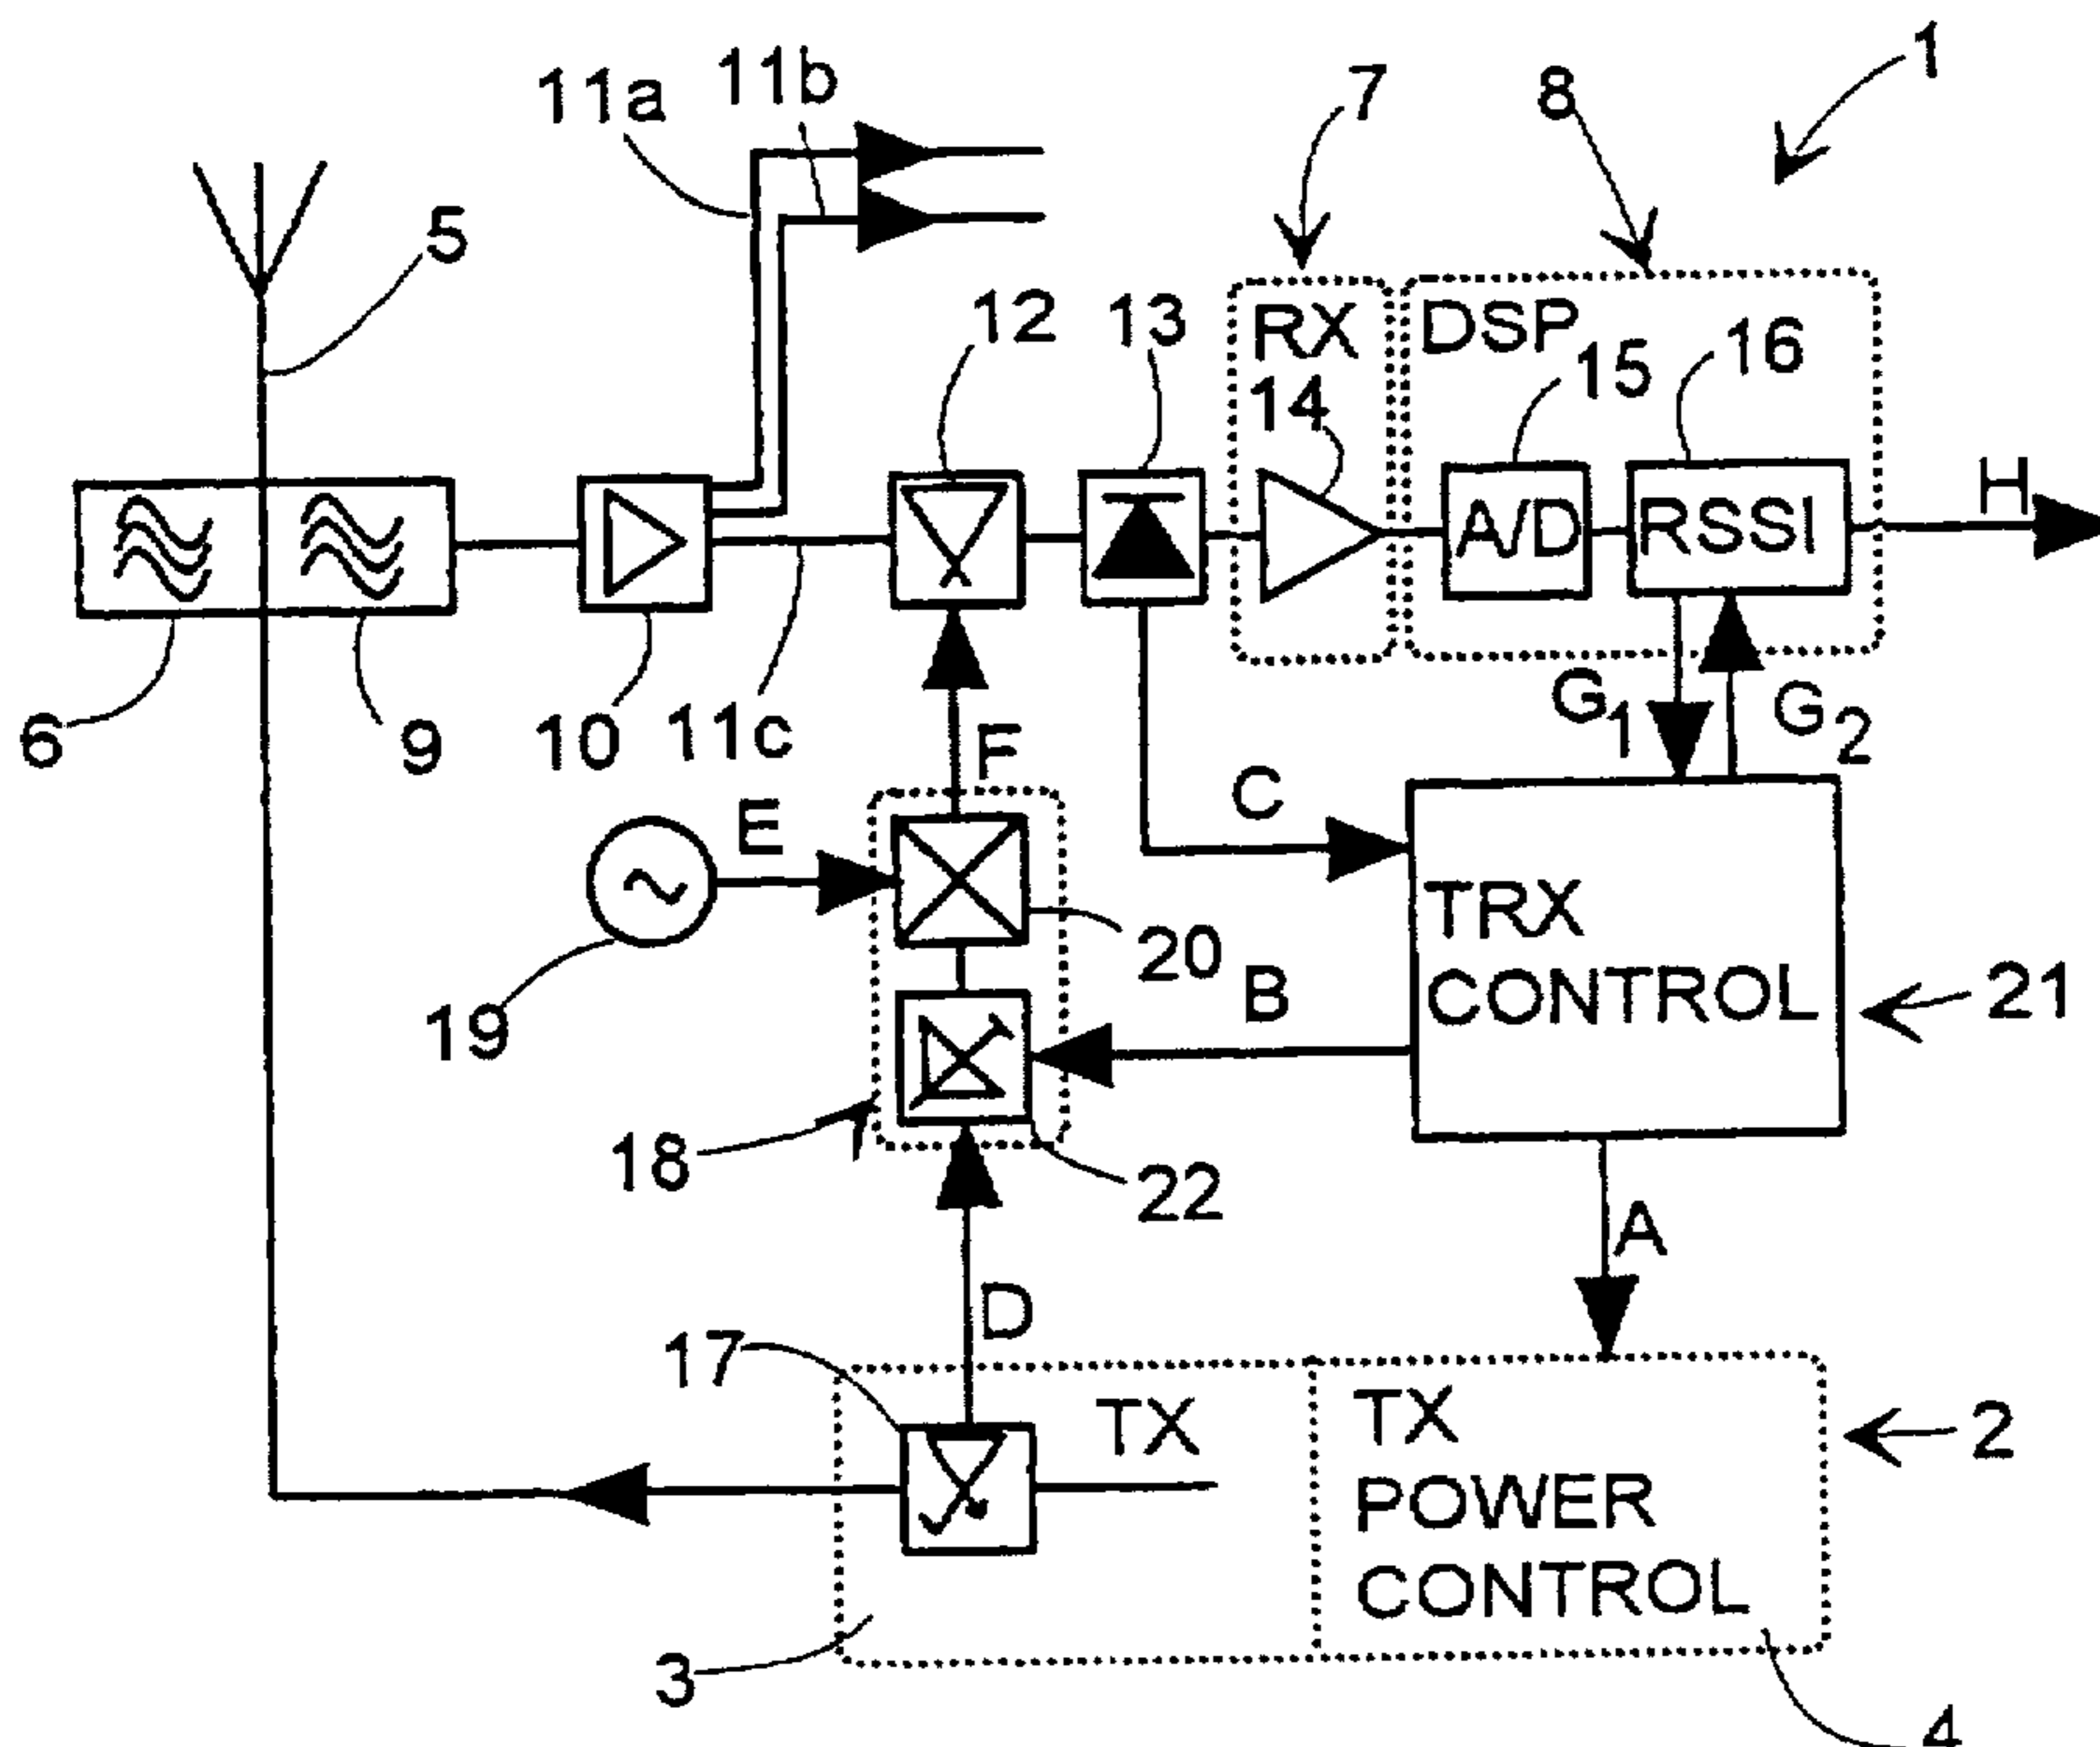 1
11a
11b
7
8
5
12
13
RX
14
DSP
15
16
A/D
RSSI
H
6
9
10
11c
F
G1
G2
E
C
19
20
TRX
CONTROL
21
B
18
22
A
D
17
TX
TX
POWER
CONTROL
2
3
4